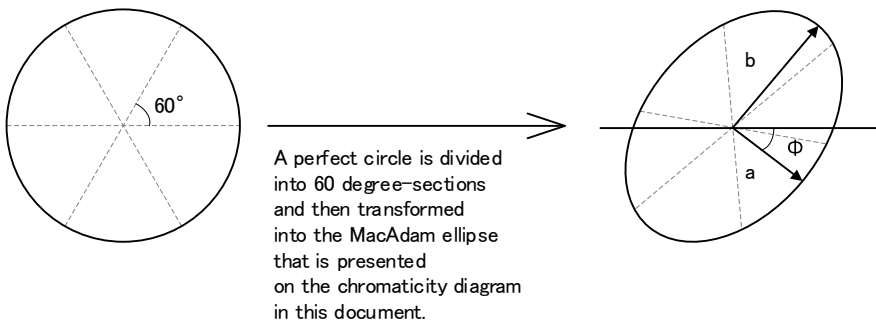 60°
A perfect circle is divided
into 60 degree-sections
and then transformed
into the MacAdam ellipse
that is presented
on the chromaticity diagram
in this document.
b
Φ
a